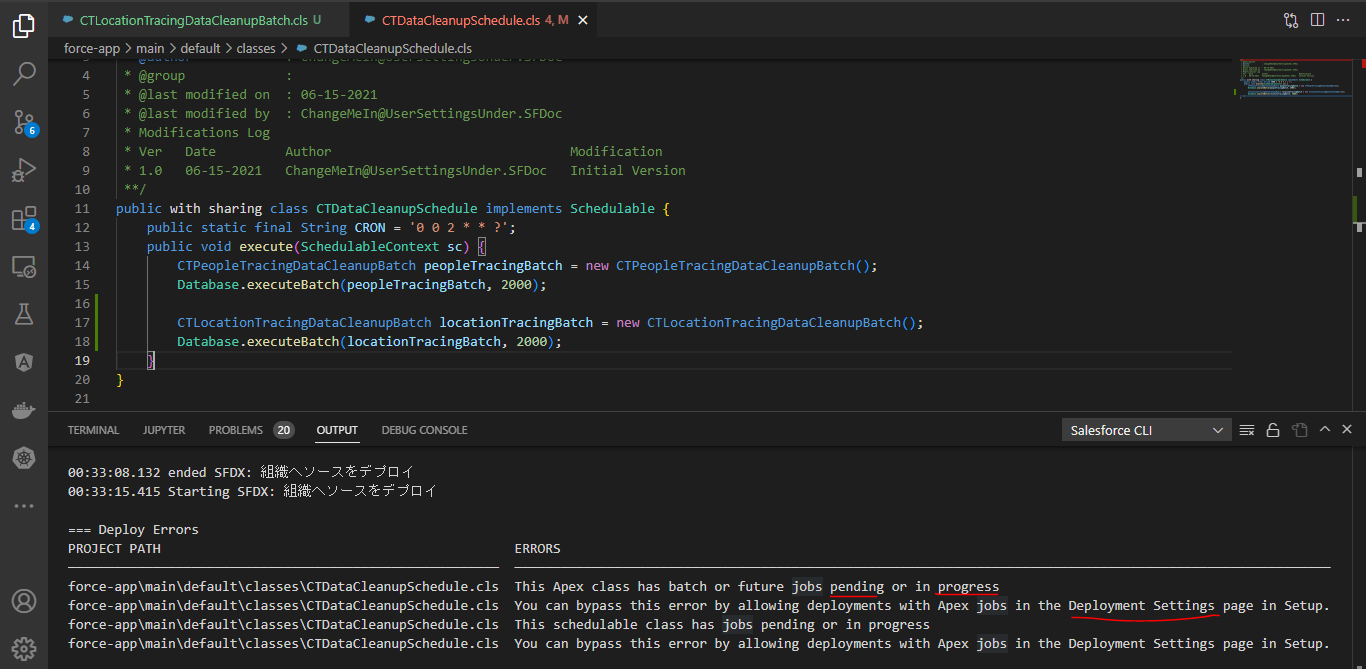 CTLocationTracingDataCleanupBatch.cls U
CTDataCleanupSchedule.cls 4, M
force-app > main > default > classes > CTDataCleanupSchedule.cls
3 * @author : ChangeMeIn@UserSettingsUnder.SFDoc
4 * @group :
5 * @last modified on : 06-15-2021
6 * @last modified by : ChangeMeIn@UserSettingsUnder.SFDoc
7 * Modifications Log
8 * Ver Date Author Modification
9 * 1.0 06-15-2021 ChangeMeIn@UserSettingsUnder.SFDoc Initial Version
10 **/
11 public with sharing class CTDataCleanupSchedule implements Schedulable {
12 public static final String CRON = '0 0 2 * * ?';
13 public void execute(SchedulableContext sc) {
14 CTPeopleTracingDataCleanupBatch peopleTracingBatch = new CTPeopleTracingDataCleanupBatch();
15 Database.executeBatch(peopleTracingBatch, 2000);
16
17 CTLocationTracingDataCleanupBatch locationTracingBatch = new CTLocationTracingDataCleanupBatch();
18 Database.executeBatch(locationTracingBatch, 2000);
19 }
20 }
21
6
4
TERMINAL JUPYTER PROBLEMS 20 OUTPUT DEBUG CONSOLE Salesforce CLI
00:33:08.132 ended SFDX: 組織へソースをデプロイ
00:33:15.415 Starting SFDX: 組織へソースをデプロイ
=== Deploy Errors
PROJECT PATH ERRORS
force-app\main\default\classes\CTDataCleanupSchedule.cls This Apex class has batch or future jobs pending or in progress
force-app\main\default\classes\CTDataCleanupSchedule.cls You can bypass this error by allowing deployments with Apex jobs in the Deployment Settings page in Setup.
force-app\main\default\classes\CTDataCleanupSchedule.cls This schedulable class has jobs pending or in progress
force-app\main\default\classes\CTDataCleanupSchedule.cls You can bypass this error by allowing deployments with Apex jobs in the Deployment Settings page in Setup.